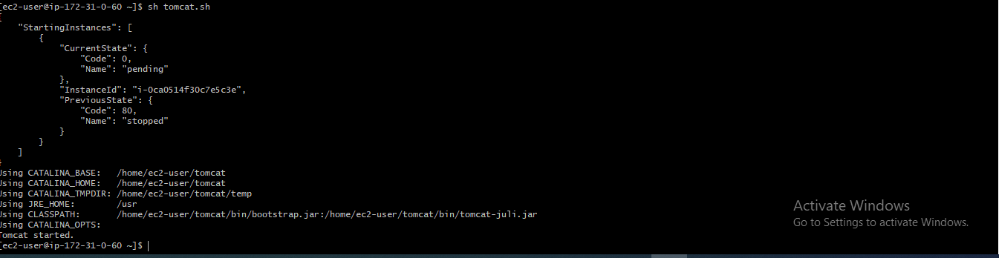 [ec2-user@ip-172-31-0-60 ~]$ sh tomcat.sh
{
    "StartingInstances": [
        {
            "CurrentState": {
                "Code": 0,
                "Name": "pending"
            },
            "InstanceId": "i-0ca0514f30c7e5c3e",
            "PreviousState": {
                "Code": 80,
                "Name": "stopped"
            }
        }
    ]
}
Using CATALINA_BASE:   /home/ec2-user/tomcat
Using CATALINA_HOME:   /home/ec2-user/tomcat
Using CATALINA_TMPDIR: /home/ec2-user/tomcat/temp
Using JRE_HOME:        /usr
Using CLASSPATH:       /home/ec2-user/tomcat/bin/bootstrap.jar:/home/ec2-user/tomcat/bin/tomcat-juli.jar
Using CATALINA_OPTS:
Tomcat started.
[ec2-user@ip-172-31-0-60 ~]$
Activate Windows
Go to Settings to activate Windows.